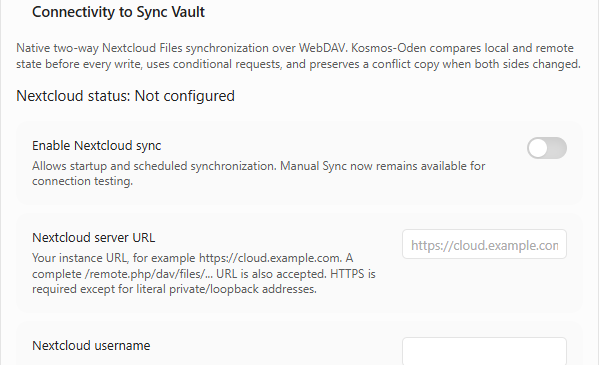 Connectivity to Sync Vault
Native two-way Nextcloud Files synchronization over WebDAV. Kosmos-Oden compares local and remote
state before every write, uses conditional requests, and preserves a conflict copy when both sides changed.
Nextcloud status: Not configured
Enable Nextcloud sync
Allows startup and scheduled synchronization. Manual Sync now remains available for
connection testing.
Nextcloud server URL
https://cloud.example.con
Your instance URL, for example https://cloud.example.com. A
complete /remote.php/dav/files/... URL is also accepted. HTTPS is
required except for literal private/loopback addresses.
Nextcloud username